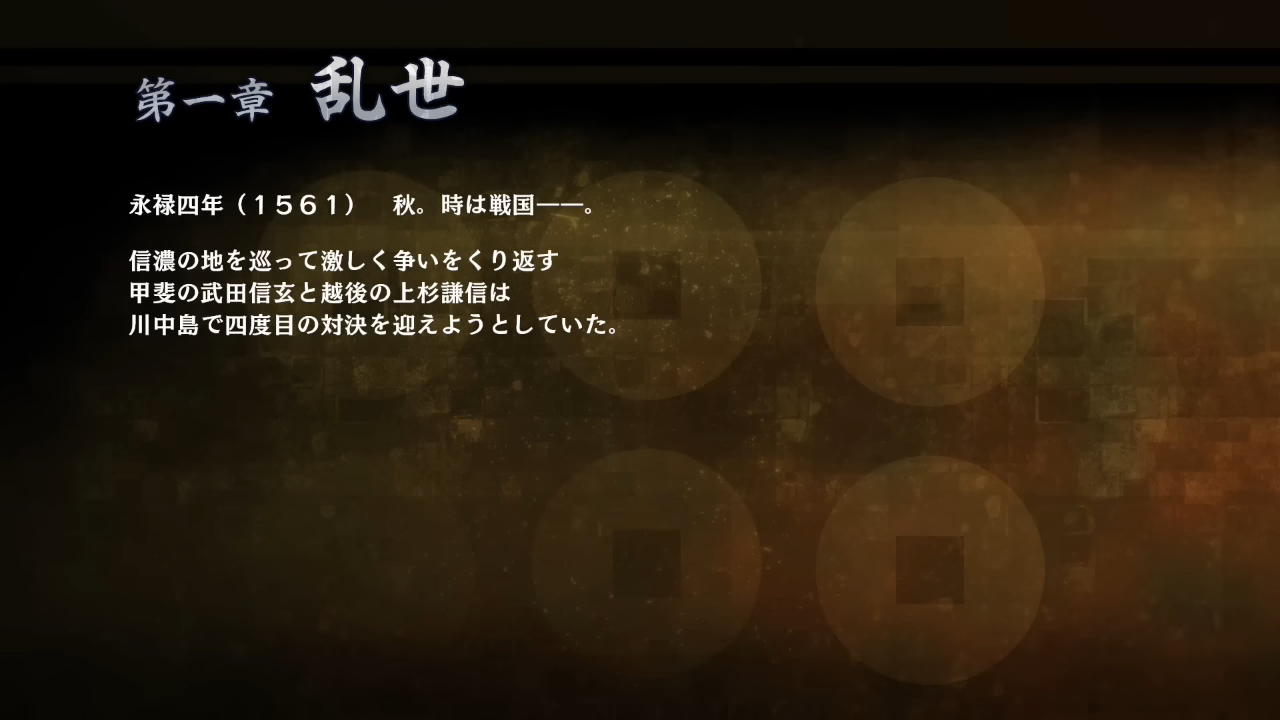 第一章 乱世
永禄四年（１５６１）　秋。時は戦国――。
信濃の地を巡って激しく争いをくり返す
甲斐の武田信玄と越後の上杉謙信は
川中島で四度目の対決を迎えようとしていた。